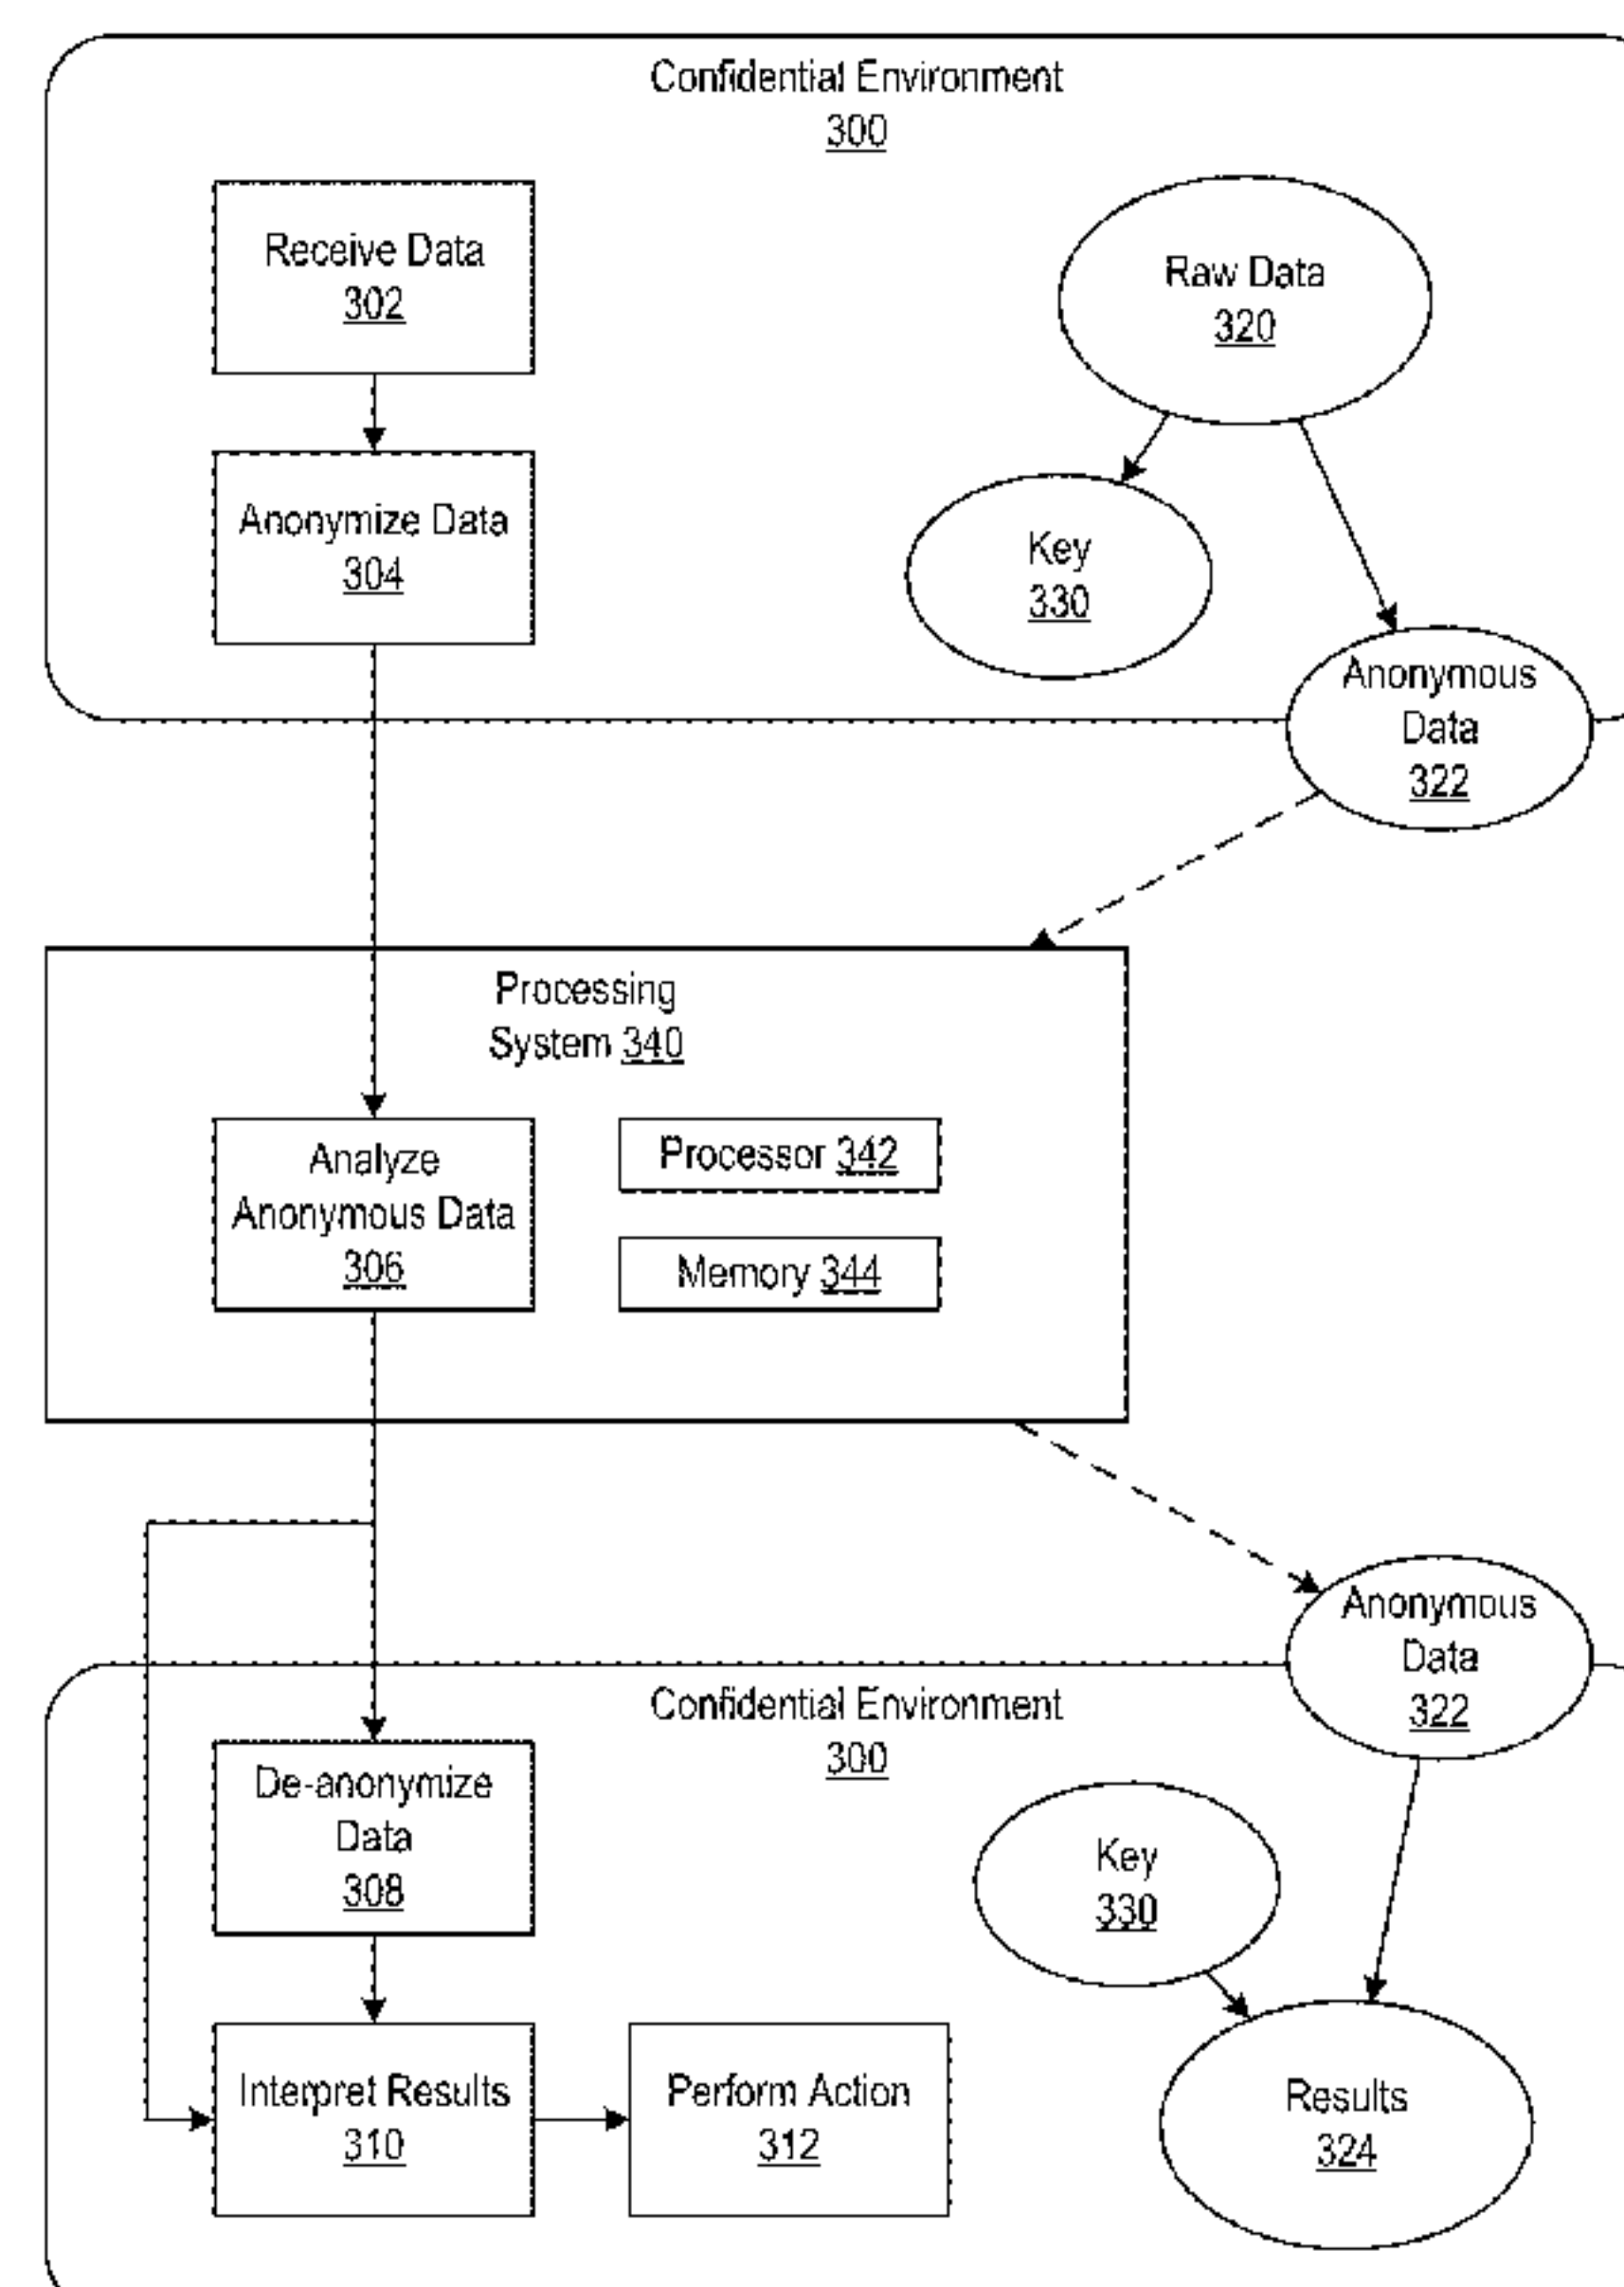 Confidential Environment
300
Receive Data
302
Raw Data
320
Anonymize Data
304
Key
330
Anonymous
Data
322
Processing
System 340
Analyze
Anonymous Data
306
Processor 342
Memory 344
Anonymous
Data
322
Confidential Environment
300
De-anonymize
Data
308
Key
330
Interpret Results
310
Perform Action
312
Results
324